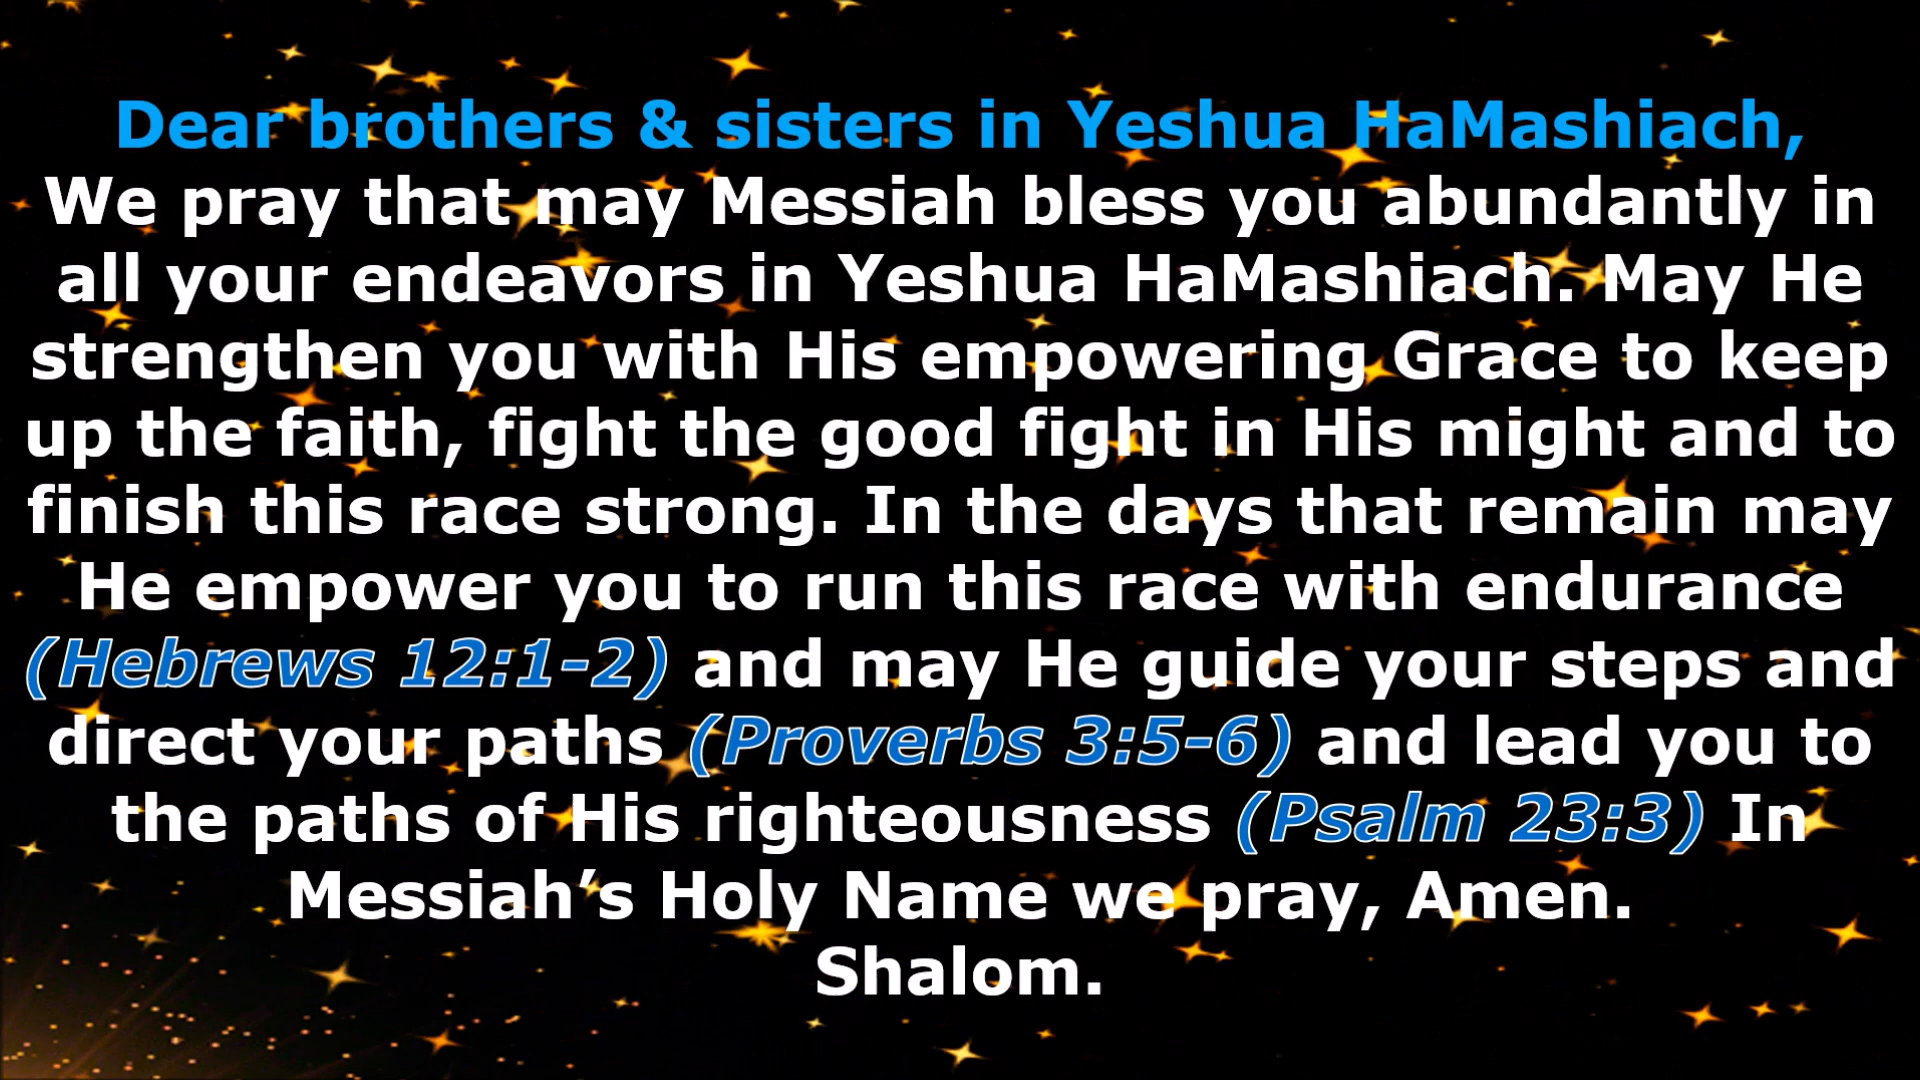 Dear brothers & sisters in Yeshua HaMashiach,
We pray that may Messiah bless you abundantly in
all your endeavors in Yeshua HaMashiach. May He
strengthen you with His empowering Grace to keep
up the faith, fight the good fight in His might and to
finish this race strong. In the days that remain may
He empower you to run this race with endurance
(Hebrews 12:1-2) and may He guide your steps and
direct your paths (Proverbs 3:5-6) and lead you to
the paths of His righteousness (Psalm 23:3) In
Messiah’s Holy Name we pray, Amen.
Shalom.